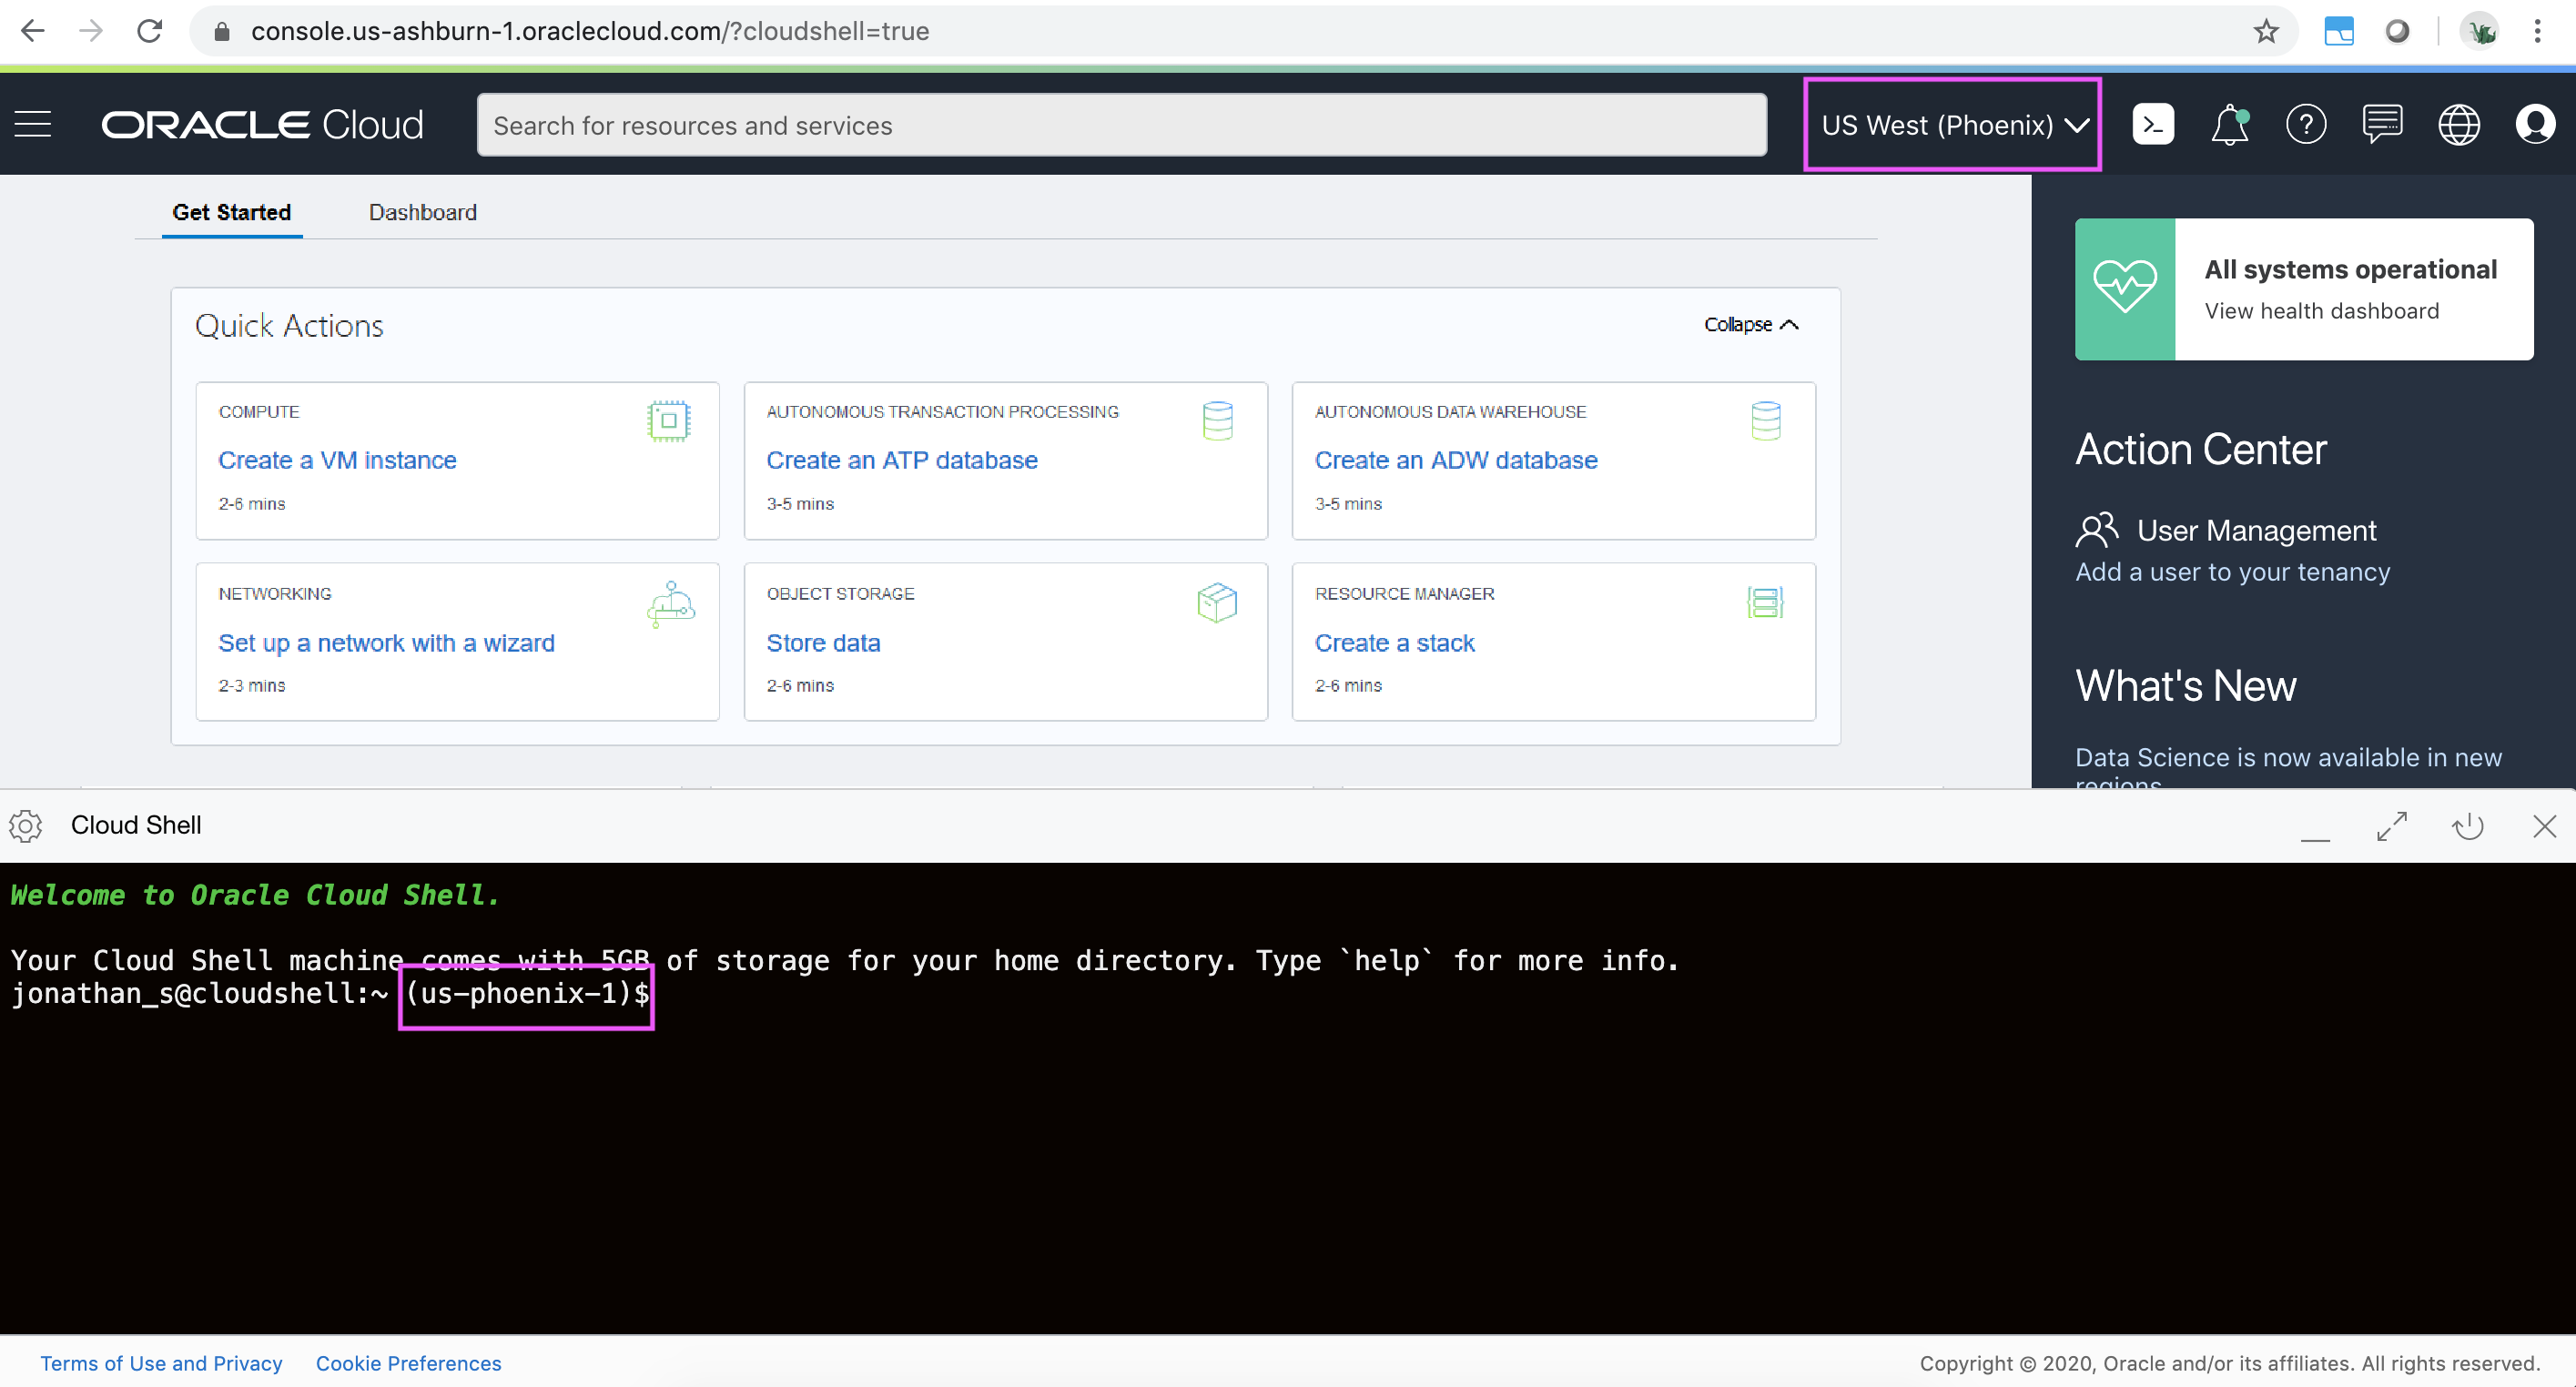 console.us-ashburn-1.oraclecloud.com/?cloudshell=true
ORACLE Cloud
Search for resources and services
US West (Phoenix)
Get Started
Dashboard
Quick Actions
Collapse
COMPUTE
Create a VM instance
2-6 mins
AUTONOMOUS TRANSACTION PROCESSING
Create an ATP database
3-5 mins
AUTONOMOUS DATA WAREHOUSE
Create an ADW database
3-5 mins
NETWORKING
Set up a network with a wizard
2-3 mins
OBJECT STORAGE
Store data
2-6 mins
RESOURCE MANAGER
Create a stack
2-6 mins
All systems operational
View health dashboard
Action Center
User Management
Add a user to your tenancy
What's New
Data Science is now available in new
regions
Cloud Shell
Welcome to Oracle Cloud Shell.
Your Cloud Shell machine comes with 5GB of storage for your home directory. Type `help` for more info.
jonathan_s@cloudshell:~ (us-phoenix-1)$
Terms of Use and Privacy
Cookie Preferences
Copyright © 2020, Oracle and/or its affiliates. All rights reserved.